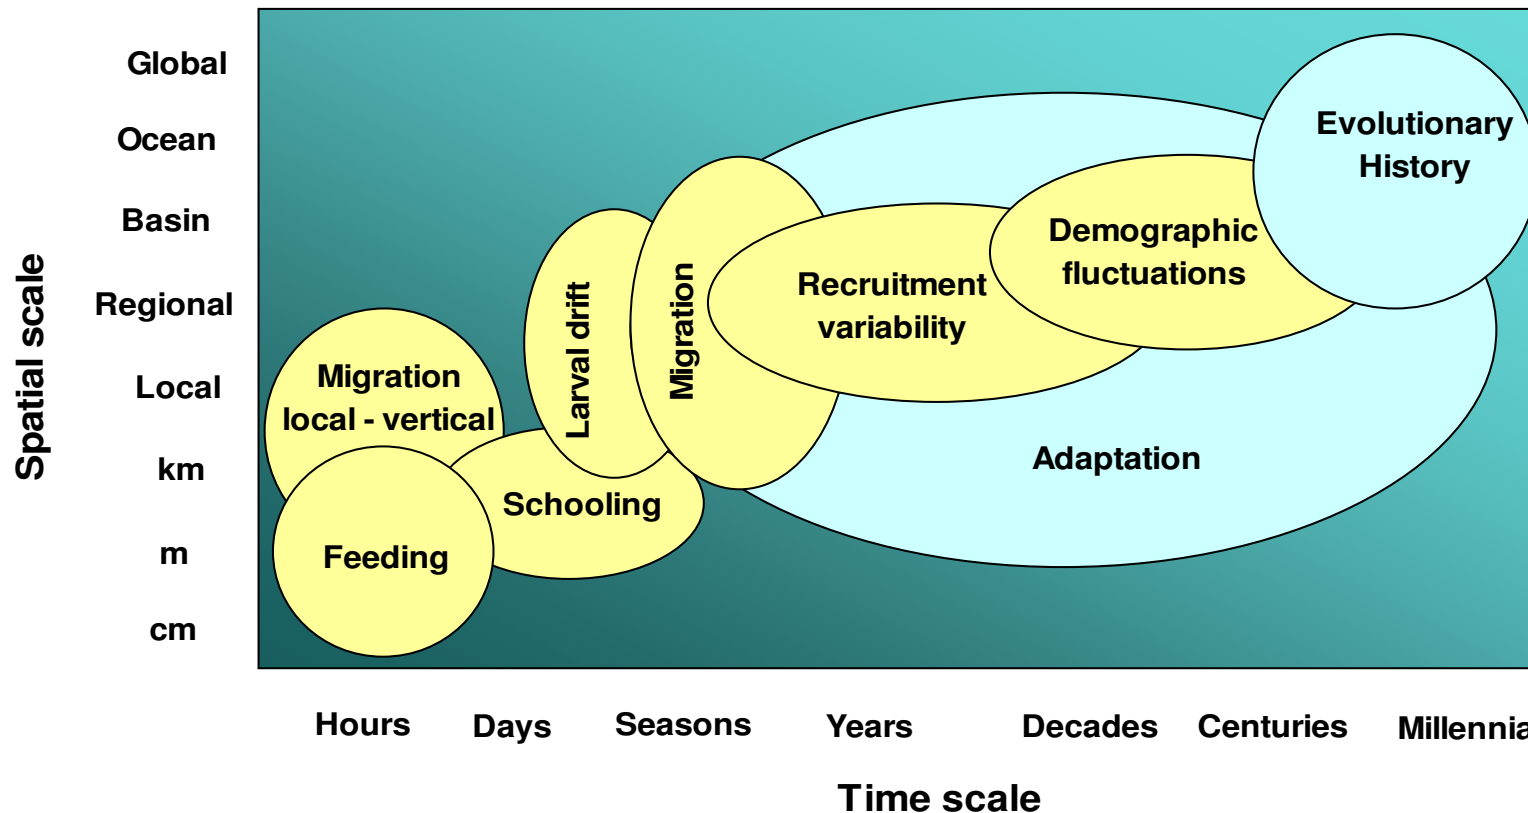 Global
Ocean
Basin
Regional
Local
km
m
cm
Spatial scale
Evolutionary
History
Demographic
fluctuations
Recruitment
variability
Migration
Larval drift
Migration
local - vertical
Adaptation
Schooling
Feeding
Hours
Days
Seasons
Years
Decades
Centuries
Millennia
Time scale